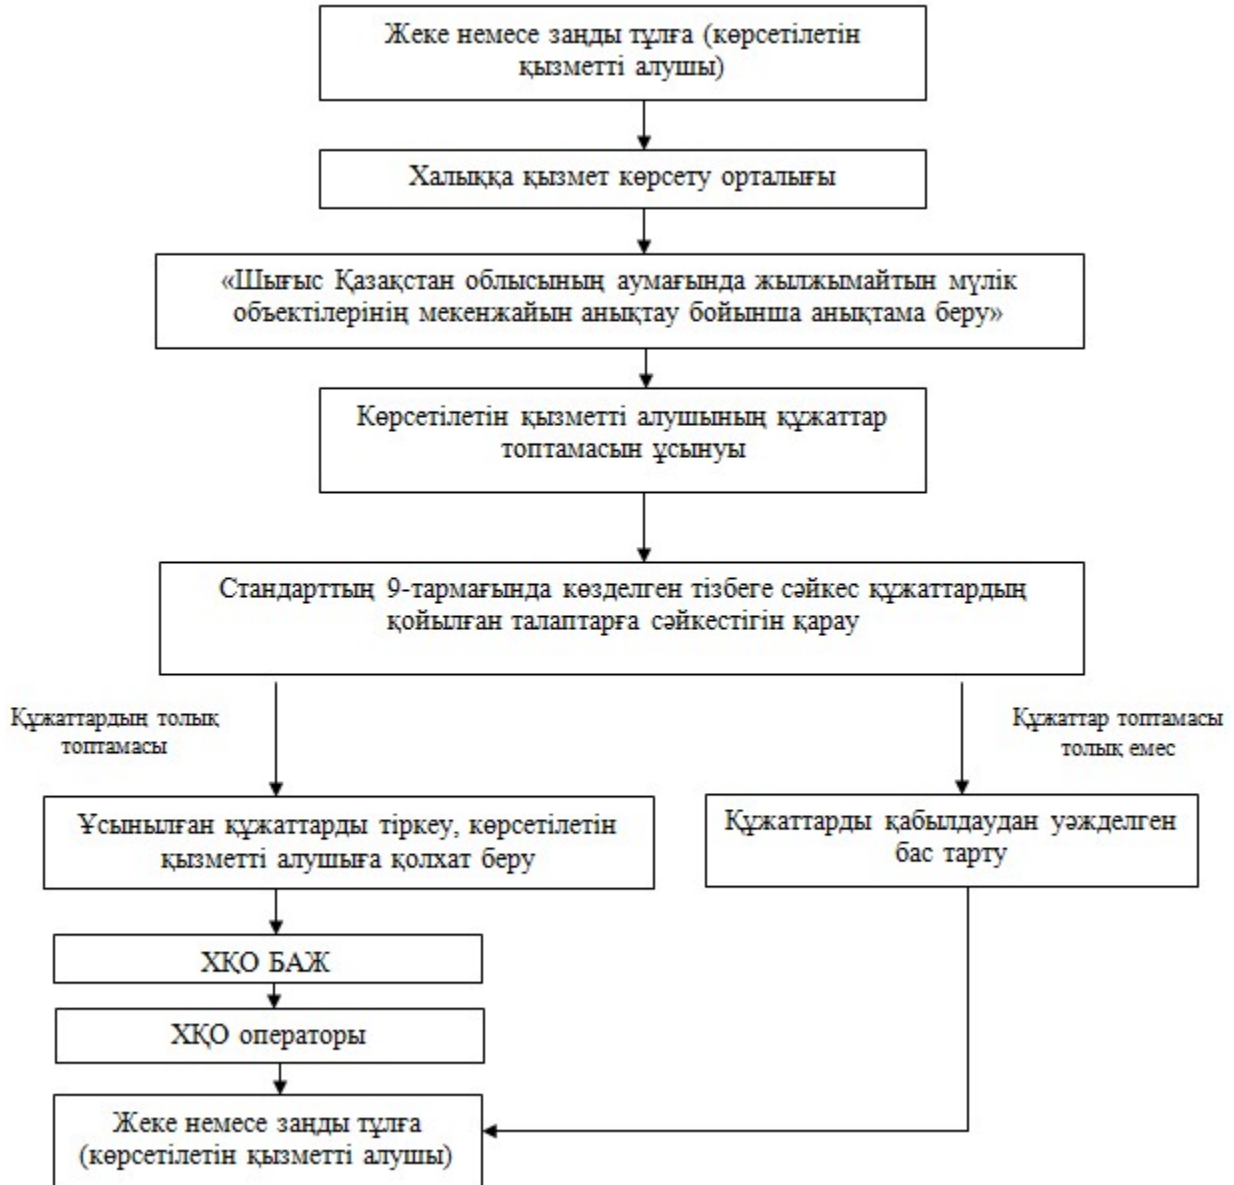 Жеке немесе заңды тұлға (көрсетілетін
қызметті алушы)
Халыққа қызмет көрсету орталығы
«Шығыс Қазақстан облысының аумағында жылжымайтын мүлік
объектілерінің мекенжайын анықтау бойынша анықтама беру»
Көрсетілетін қызметті алушының құжаттар
топтамасын ұсынуы
Стандарттың 9-тармағында көзделген тізбеге сәйкес құжаттардың
қойылған талаптарға сәйкестігін қарау
Құжаттардың толық
топтамасы
Құжаттар топтамасы
толық емес
Ұсынылған құжаттарды тіркеу, көрсетілетін
қызметті алушыға қолхат беру
Құжаттарды қабылдаудан уәжделген
бас тарту
ХҚО БАЖ
ХҚО операторы
Жеке немесе заңды тұлға
(көрсетілетін қызметті алушы)